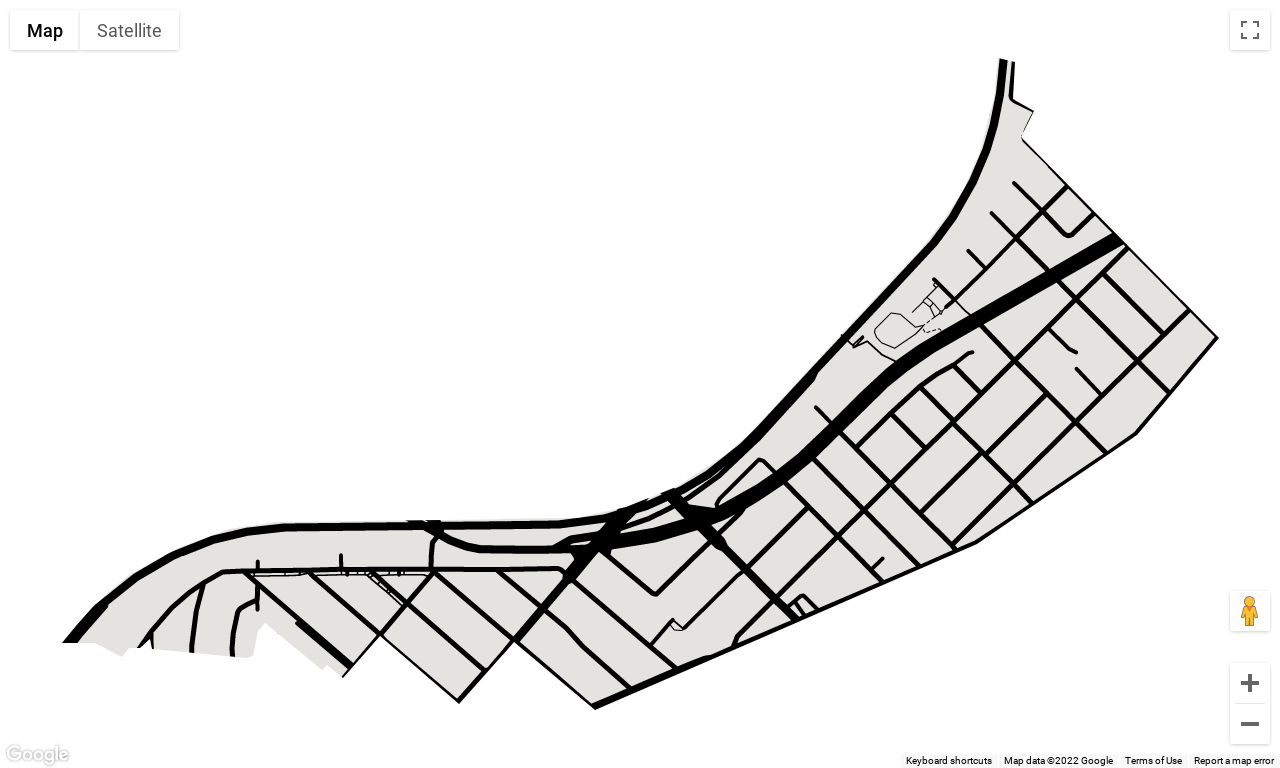 Map Satellite
Google
Keyboard shortcuts Map data ©2022 Google Terms of Use Report a map error